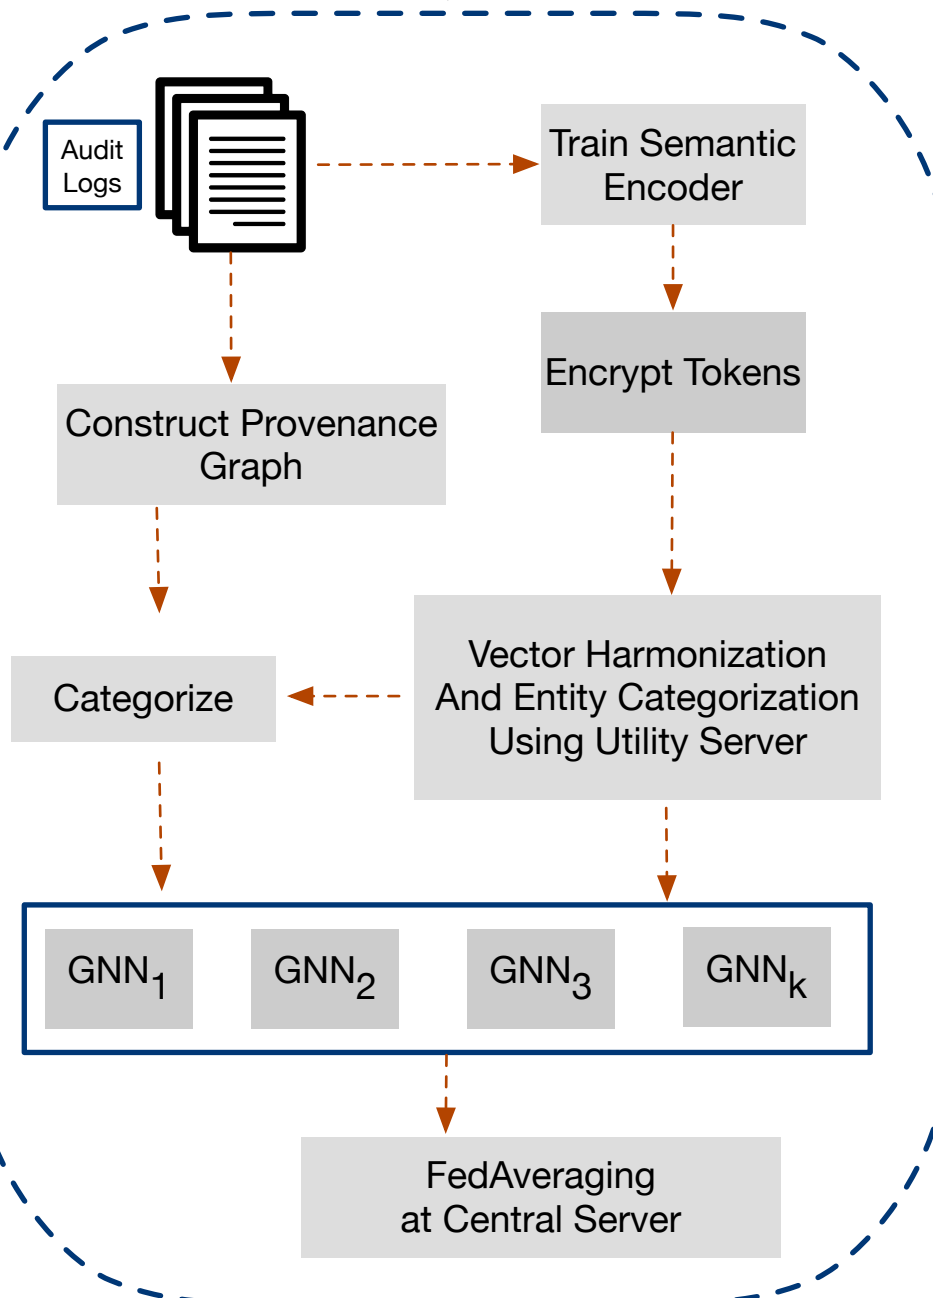 Audit
Logs
Train Semantic
Encoder
Encrypt Tokens
Construct Provenance
Graph
Vector Harmonization
And Entity Categorization
Using Utility Server
Categorize
GNN1
GNN2
GNN3
GNNk
FedAveraging
at Central Server